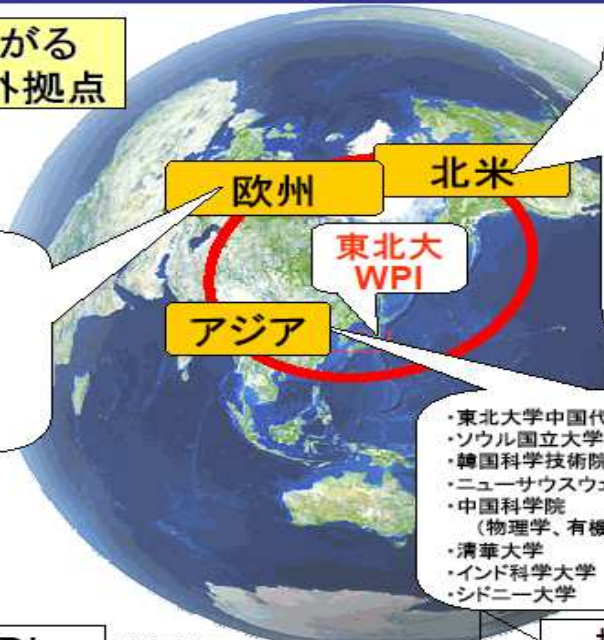 がる
外拠点
北米
欧州
東北大
WPI
アジア
・東北大学中国代
・ソウル国立大学
・韓国科学技術院
・ニューサウスウェ
・中国科学院
（物理学、有機
・清華大学
・インド科学大学
・シドニー大学